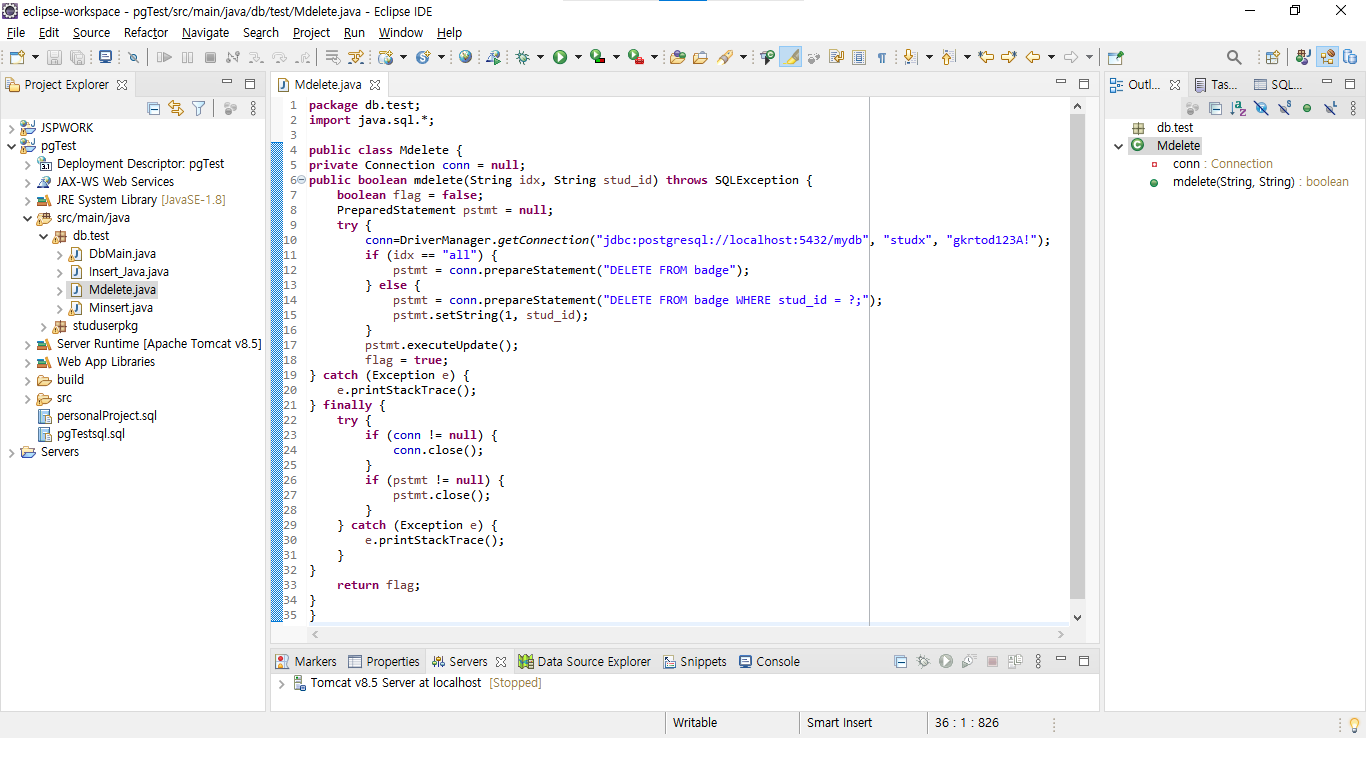 eclipse-workspace - pgTest/src/main/java/db/test/Mdelete.java - Eclipse IDE
File Edit Source Refactor Navigate Search Project Run Window Help
Project Explorer
JSPWORK
pgTest
Deployment Descriptor: pgTest
JAX-WS Web Services
JRE System Library [JavaSE-1.8]
src/main/java
db.test
DbMain.java
Insert_Java.java
Mdelete.java
Minsert.java
studuserpkg
Server Runtime [Apache Tomcat v8.5]
Web App Libraries
build
src
personalProject.sql
pgTestsql.sql
Servers
Mdelete.java
1 package db.test;
2 import java.sql.*;
3
4 public class Mdelete {
5 private Connection conn = null;
6 public boolean mdelete(String idx, String stud_id) throws SQLException {
7     boolean flag = false;
8     PreparedStatement pstmt = null;
9     try {
10         conn=DriverManager.getConnection("jdbc:postgresql://localhost:5432/mydb", "studx", "gkrtod123A!");
11         if (idx == "all") {
12             pstmt = conn.prepareStatement("DELETE FROM badge");
13         } else {
14             pstmt = conn.prepareStatement("DELETE FROM badge WHERE stud_id = ?;");
15             pstmt.setString(1, stud_id);
16         }
17         pstmt.executeUpdate();
18         flag = true;
19 } catch (Exception e) {
20     e.printStackTrace();
21 } finally {
22     try {
23         if (conn != null) {
24             conn.close();
25         }
26         if (pstmt != null) {
27             pstmt.close();
28         }
29     } catch (Exception e) {
30         e.printStackTrace();
31     }
32 }
33     return flag;
34 }
35 }
Outl... Tas... SQL...
db.test
Mdelete
conn : Connection
mdelete(String, String) : boolean
Markers Properties Servers Data Source Explorer Snippets Console
Tomcat v8.5 Server at localhost [Stopped]
Writable Smart Insert 36 : 1 : 826